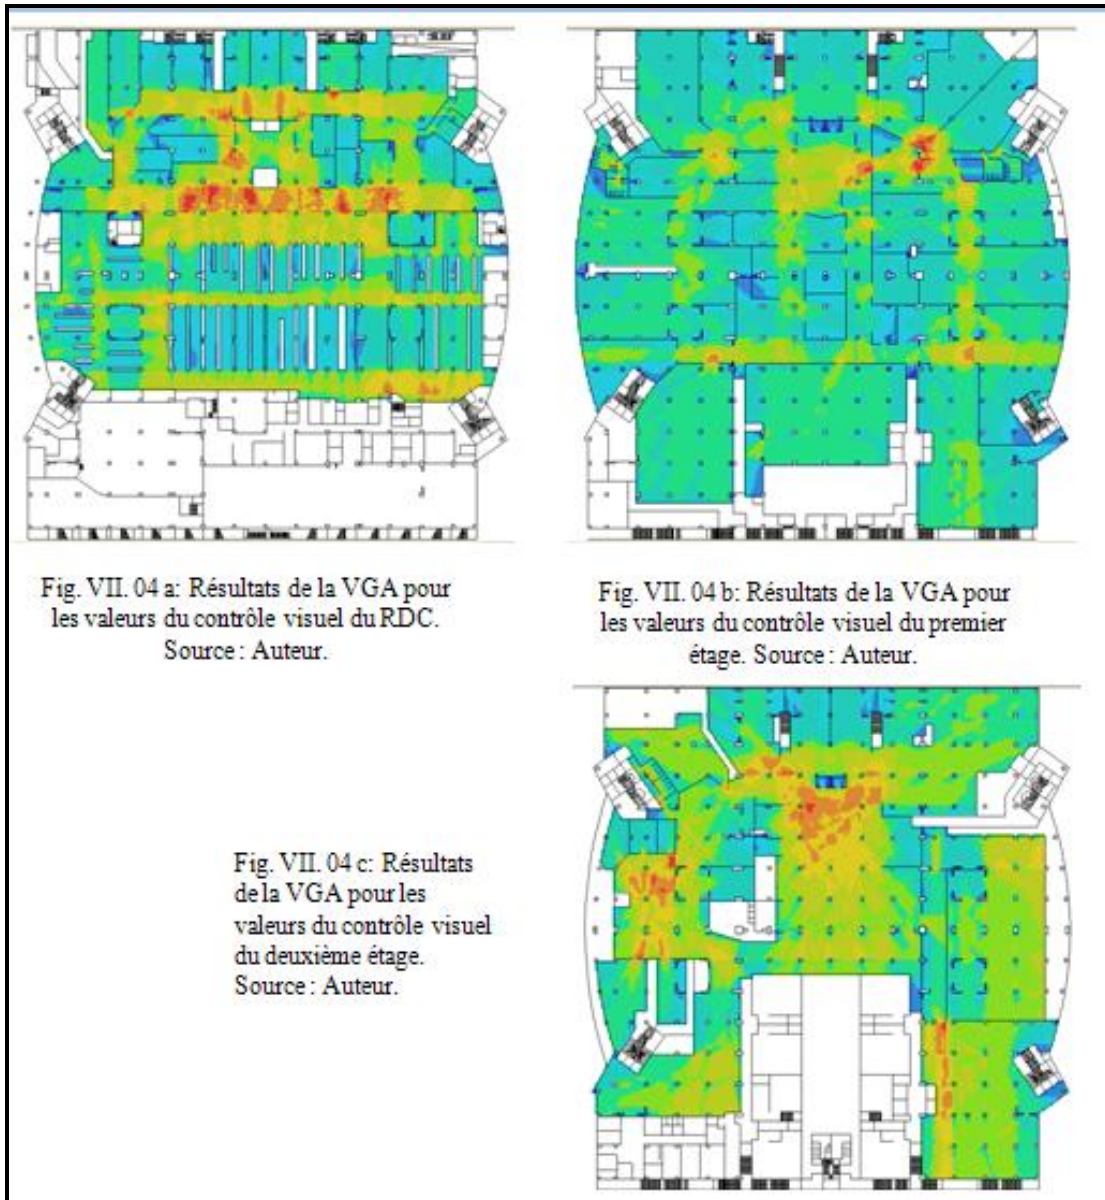 Fig. VII. 04 a: Résultats de la VGA pour
les valeurs du contrôle visuel du RDC.
Source : Auteur.
Fig. VII. 04 b: Résultats de la VGA pour
les valeurs du contrôle visuel du premier
étage. Source : Auteur.
Fig. VII. 04 c: Résultats
de la VGA pour les
valeurs du contrôle visuel
du deuxième étage.
Source : Auteur.